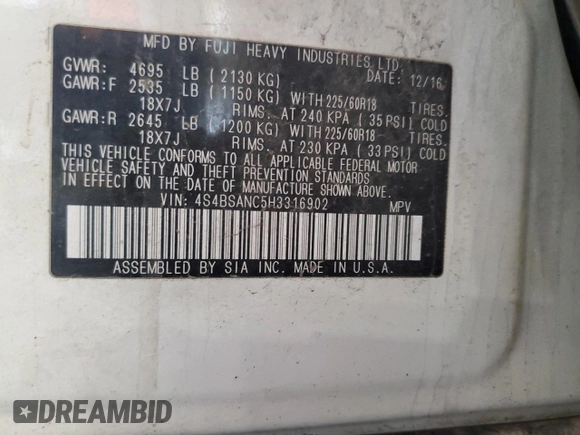 MFD BY FUJI HEAVY INDUSTRIES LTD.
GVWR: 4695 LB ( 2130 KG) DATE: 12/16
GAWR:F 2535 LB ( 1150 KG) WITH 225/60R18 TIRES.
18X7J RIMS. AT 240 KPA ( 35 PSI) COLD
GAWR:R 2645 LB ( 1200 KG) WITH 225/60R18 TIRES.
18X7J RIMS. AT 230 KPA ( 33 PSI) COLD
THIS VEHICLE CONFORMS TO ALL APPLICABLE FEDERAL MOTOR
VEHICLE SAFETY AND THEFT PREVENTION STANDARDS
IN EFFECT ON THE DATE OF MANUFACTURE SHOWN ABOVE.
VIN: 4S4BSANC5H3316902 MPV
ASSEMBLED BY SIA INC. MADE IN U.S.A.
DREAMBID